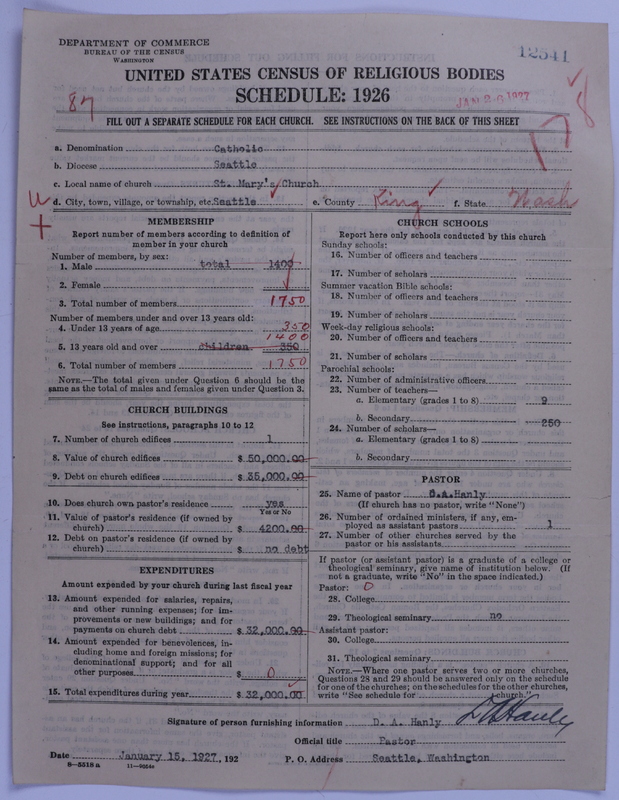 DEPARTMENT OF COMMERCE
BUREAU OF THE CENSUS
WASHINGTON
12541
UNITED STATES CENSUS OF RELIGIOUS BODIES
SCHEDULE: 1926
87
JAN 20 1927
178
FILL OUT A SEPARATE SCHEDULE FOR EACH CHURCH. SEE INSTRUCTIONS ON THE BACK OF THIS SHEET
a. Denomination Catholic
b. Diocese Seattle
c. Local name of church St. Mary's Church
d. City, town, village, or township, etc. Seattle e. County King f. State Wash
MEMBERSHIP
Report number of members according to definition of
member in your church
Number of members, by sex:
1. Male total 1400
2. Female
3. Total number of members 1750
Number of members under and over 13 years old:
4. Under 13 years of age 350
1400
5. 13 years old and over children 350
6. Total number of members 1750
NOTE.—The total given under Question 6 should be the
same as the total of males and females given under Question 3.
CHURCH BUILDINGS
See instructions, paragraphs 10 to 12
7. Number of church edifices 1
8. Value of church edifices $ 50,000.00
9. Debt on church edifices $ 35,000.00
10. Does church own pastor's residence yes
Yes or No
11. Value of pastor's residence (if owned by
church) $ 4200.00
12. Debt on pastor's residence (if owned by
church) $ no debt
EXPENDITURES
Amount expended by your church during last fiscal year
13. Amount expended for salaries, repairs,
and other running expenses; for im-
provements or new buildings; and for
payments on church debt $ 32,000.00
14. Amount expended for benevolences, in-
cluding home and foreign missions; for
denominational support; and for all
other purposes $ 0
15. Total expenditures during year $ 32,000.00
CHURCH SCHOOLS
Report here only schools conducted by this church
Sunday schools:
16. Number of officers and teachers
17. Number of scholars
Summer vacation Bible schools:
18. Number of officers and teachers
19. Number of scholars
Week-day religious schools:
20. Number of officers and teachers
21. Number of scholars
Parochial schools:
22. Number of administrative officers
23. Number of teachers—
a. Elementary (grades 1 to 8) 9
b. Secondary
250
24. Number of scholars—
a. Elementary (grades 1 to 8)
b. Secondary
PASTOR
25. Name of pastor D.A.Hanly
(If church has no pastor, write "None")
26. Number of ordained ministers, if any, em-
ployed as assistant pastors 1
27. Number of other churches served by the
pastor or his assistants
If pastor (or assistant pastor) is a graduate of a college or
theological seminary, give name of institution below. (If
not a graduate, write "No" in the space indicated.)
Pastor: 0
28. College
29. Theological seminary no
Assistant pastor:
30. College
31. Theological seminary
NOTE.—Where one pastor serves two or more churches,
Questions 28 and 29 should be answered only on the schedule
for one of the churches; on the schedules for the other churches,
write "See schedule for church."
Signature of person furnishing information D. A. Hanly D A Hanly
Official title Pastor
Date January 15, 1927, 192 P. O. Address Seattle, Washington